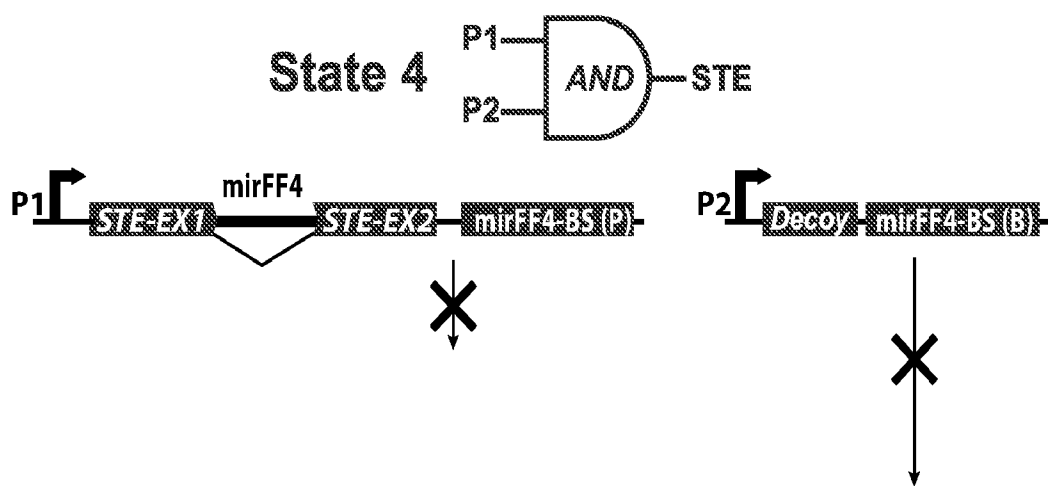 P1
State 4 AND STE
P2
mirFF4
P1 STE-EX1 STE-EX2 mirFF4-BS (P) P2 Decoy mirFF4-BS (B)